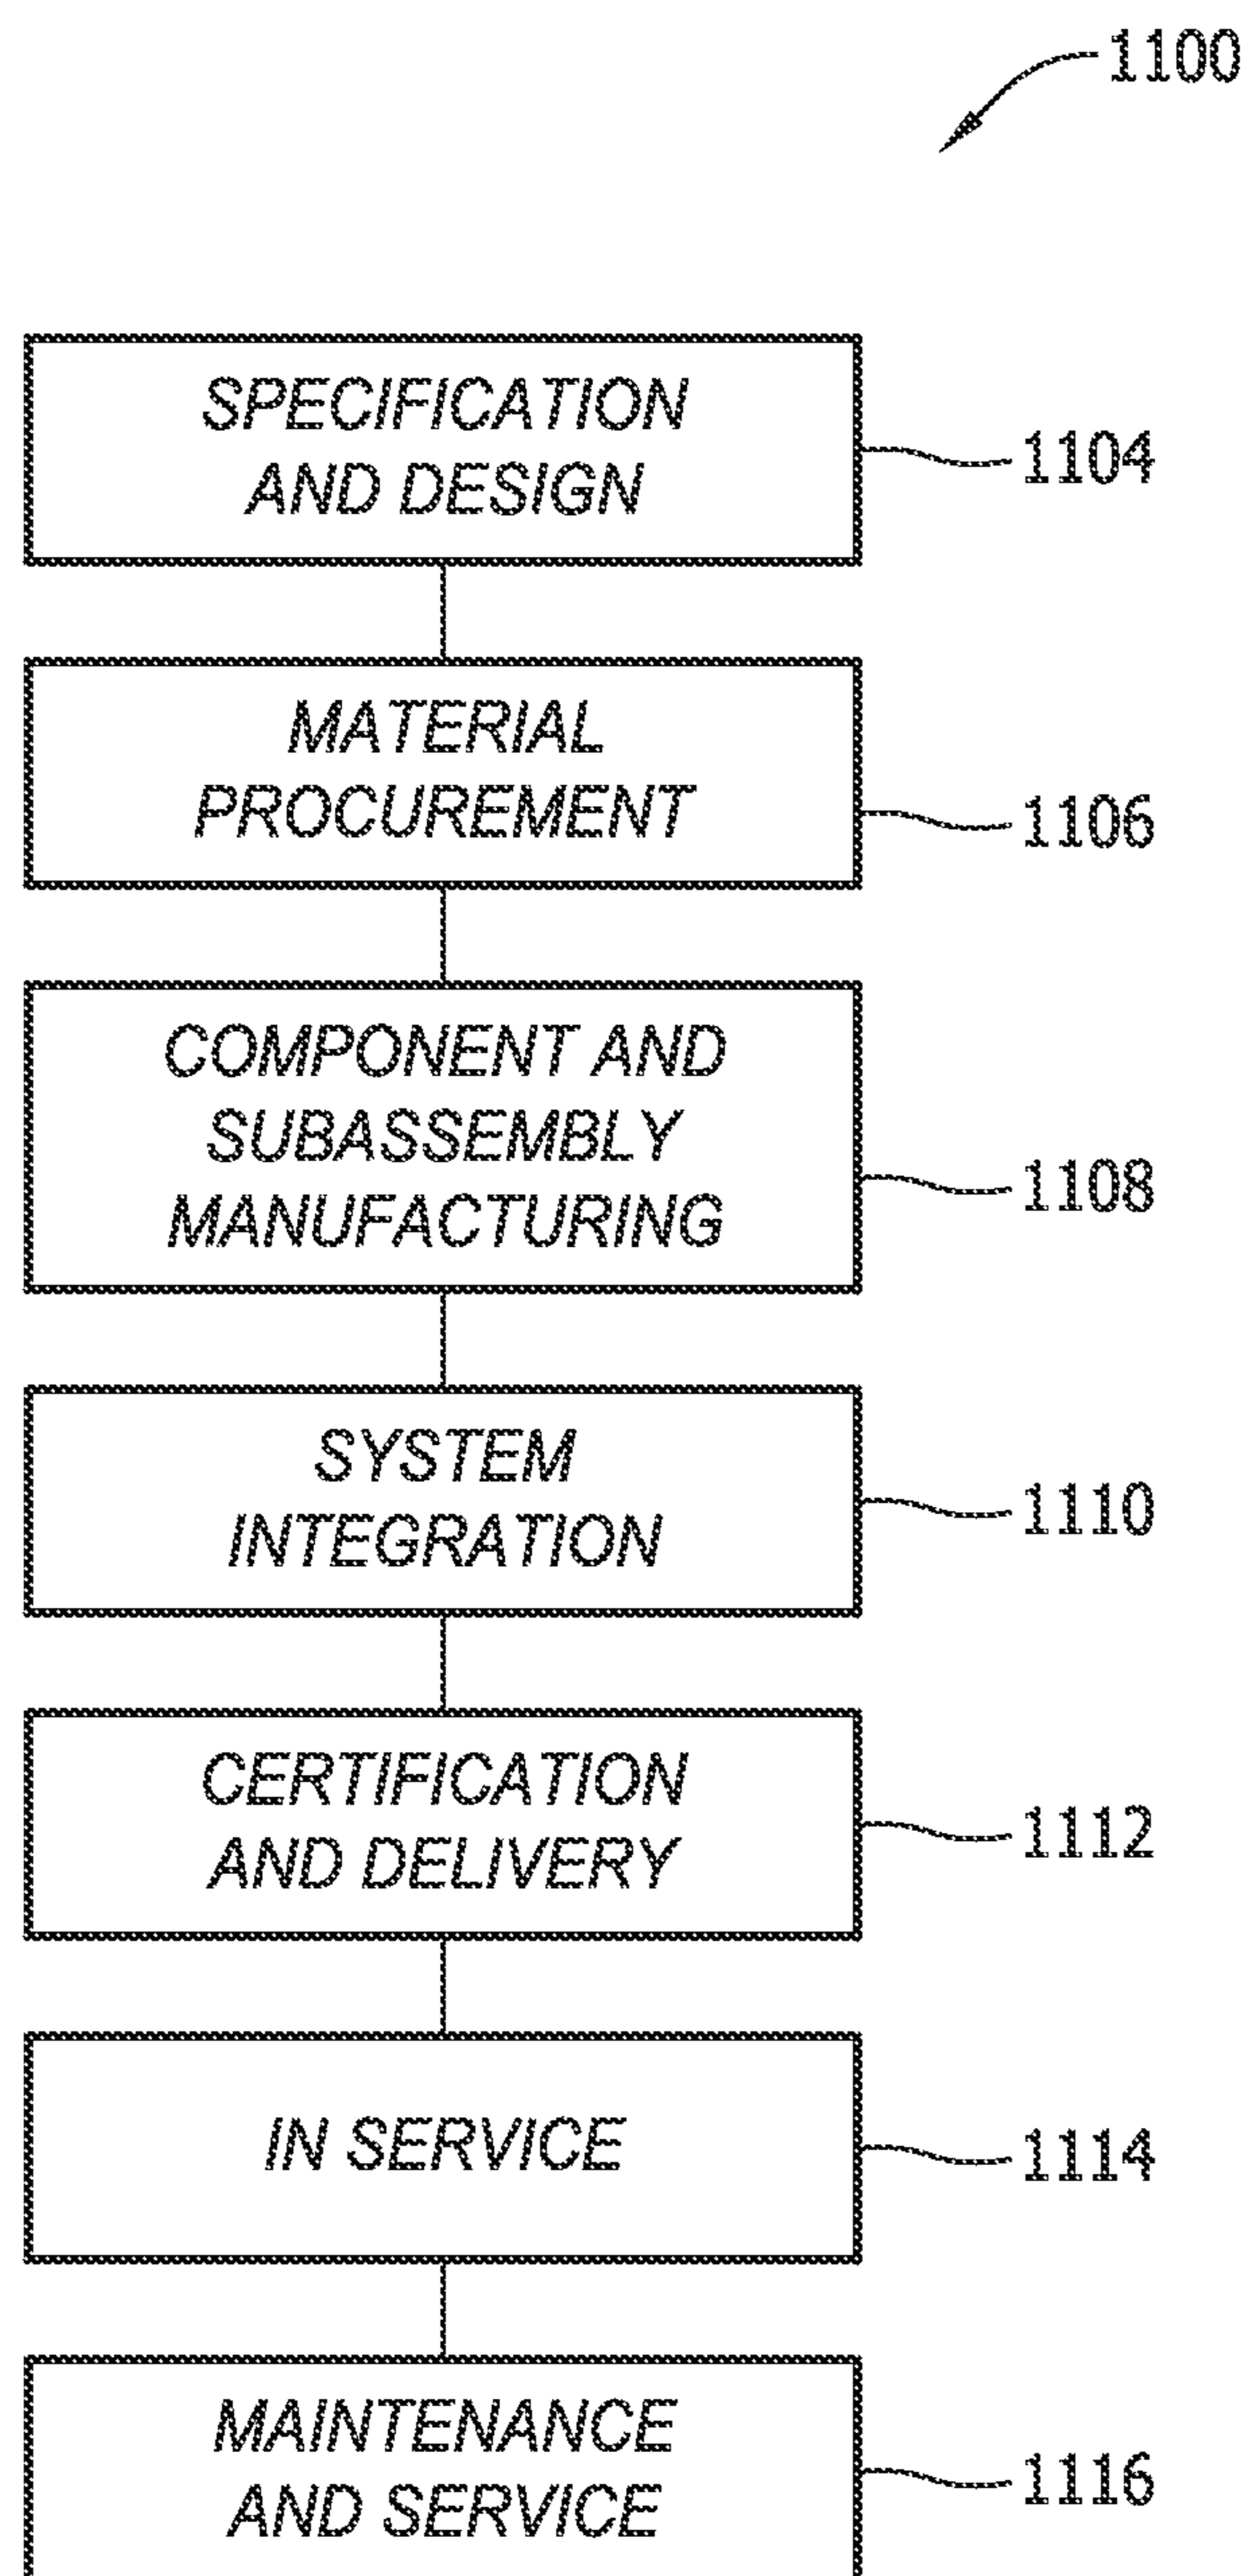 1100
SPECIFICATION
AND DESIGN
1104
MATERIAL
PROCUREMENT
1106
COMPONENT AND
SUBASSEMBLY
MANUFACTURING
1108
SYSTEM
INTEGRATION
1110
CERTIFICATION
AND DELIVERY
1112
IN SERVICE
1114
MAINTENANCE
AND SERVICE
1116